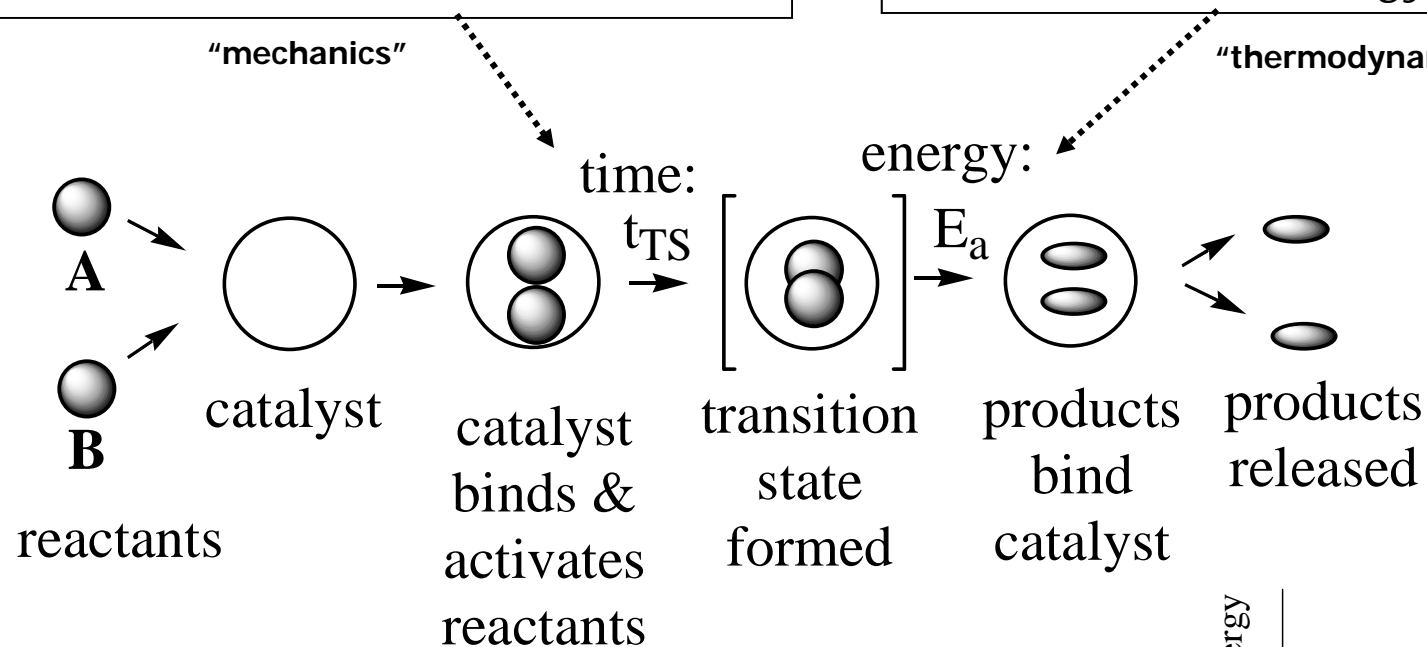 “mechanics”
time:
tTS
energy:
Ea
A
B
reactants
catalyst
catalyst
binds &
activates
reactants
transition
state
formed
products
bind
catalyst
products
released